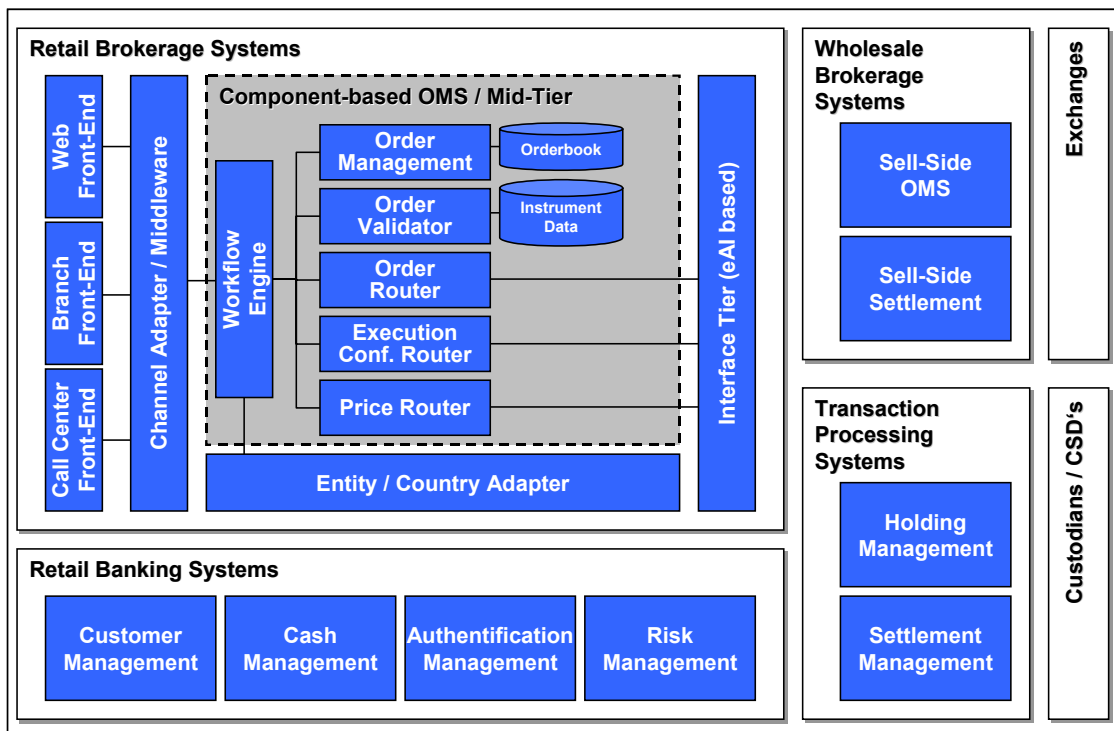 Retail Brokerage Systems
Web
Front-End
Branch
Front-End
Call Center
Front-End
Channel Adapter / Middleware
Component-based OMS / Mid-Tier
Workflow
Engine
Order
Management
Orderbook
Order
Validator
Instrument
Data
Order
Router
Execution
Conf. Router
Price Router
Entity / Country Adapter
Interface Tier (eAI based)
Retail Banking Systems
Customer
Management
Cash
Management
Authentification
Management
Risk
Management
Wholesale
Brokerage
Systems
Sell-Side
OMS
Sell-Side
Settlement
Transaction
Processing
Systems
Holding
Management
Settlement
Management
Exchanges
Custodians / CSD‘s